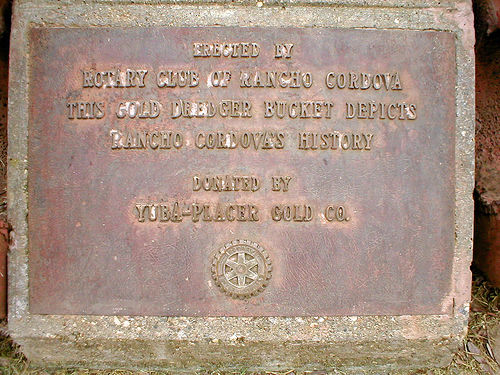 ERECTED BY
ROTARY CLUB OF RANCHO CORDOVA
THIS GOLD DREDGER BUCKET DEPICTS
RANCHO CORDOVA'S HISTORY
DONATED BY
YUBA-PLACER GOLD CO.